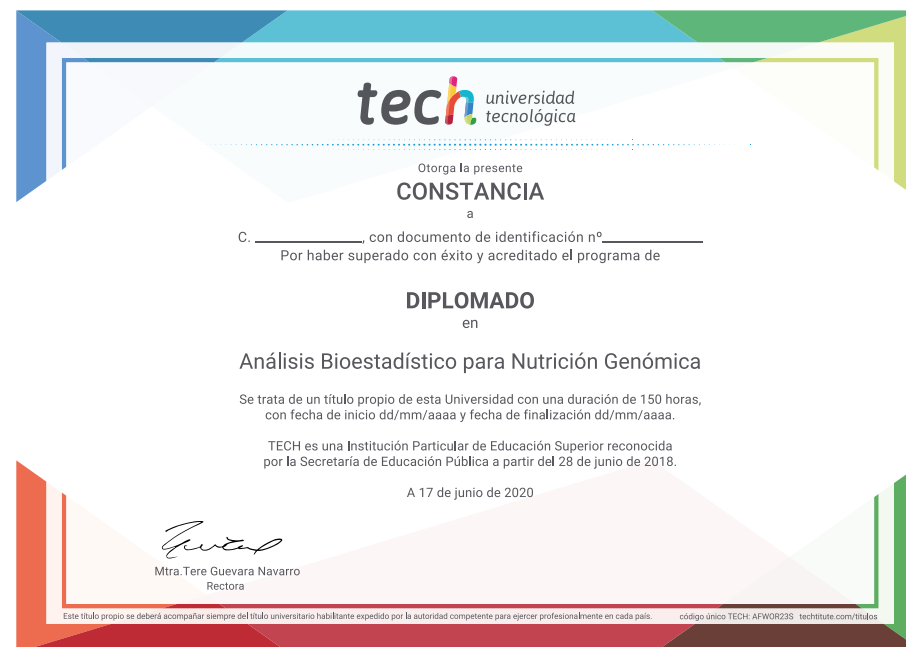 tech universidad
tecnológica
Otorga la presente
CONSTANCIA
a
C. ____________, con documento de identificación nº____________
Por haber superado con éxito y acreditado el programa de
DIPLOMADO
en
Análisis Bioestadístico para Nutrición Genómica
Se trata de un título propio de esta Universidad con una duración de 150 horas,
con fecha de inicio dd/mm/aaaa y fecha de finalización dd/mm/aaaa.
TECH es una Institución Particular de Educación Superior reconocida
por la Secretaría de Educación Pública a partir del 28 de junio de 2018.
A 17 de junio de 2020
Mtra.Tere Guevara Navarro
Rectora
Este título propio se deberá acompañar siempre del título universitario habilitante expedido por la autoridad competente para ejercer profesionalmente en cada país. código único TECH: AFWOR23S techtitute.com/titulos